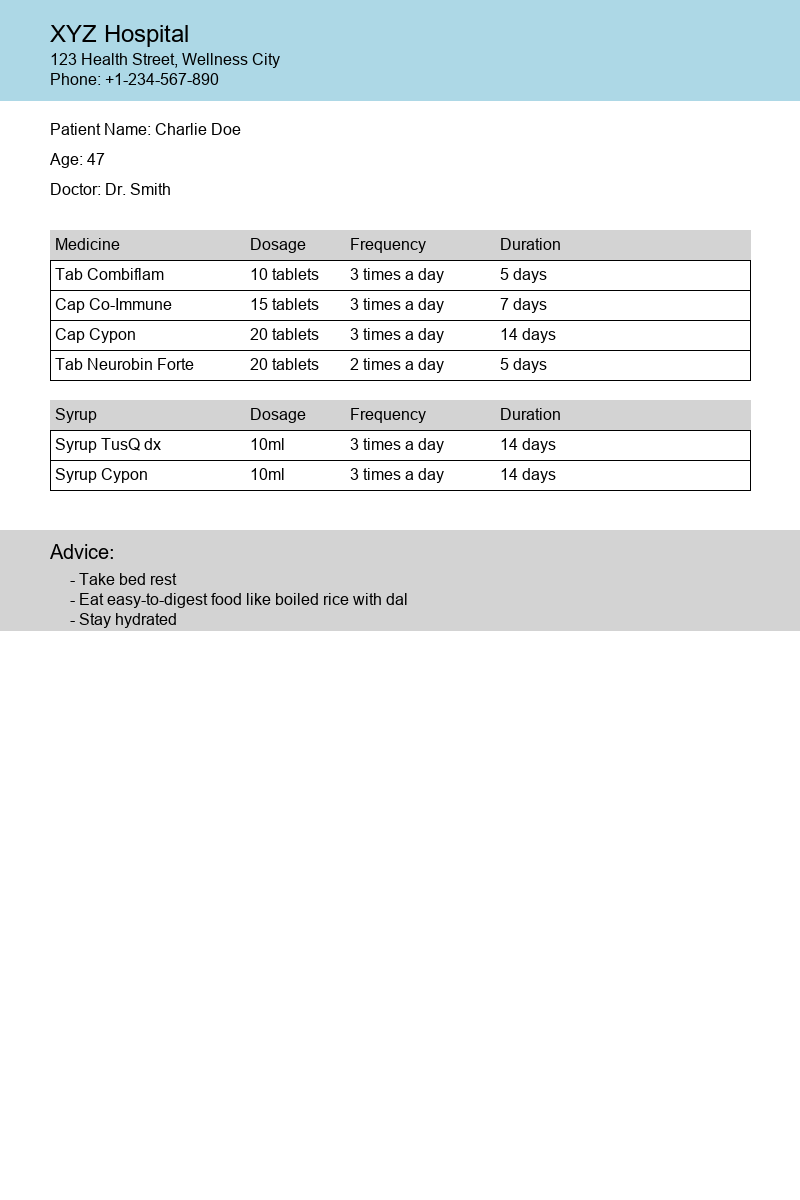 XYZ Hospital
123 Health Street, Wellness City
Phone: +1-234-567-890
Patient Name: Charlie Doe
Age: 47
Doctor: Dr. Smith
Medicine Dosage Frequency Duration
Tab Combiflam 10 tablets 3 times a day 5 days
Cap Co-Immune 15 tablets 3 times a day 7 days
Cap Cypon 20 tablets 3 times a day 14 days
Tab Neurobin Forte 20 tablets 2 times a day 5 days
Syrup Dosage Frequency Duration
Syrup TusQ dx 10ml 3 times a day 14 days
Syrup Cypon 10ml 3 times a day 14 days
Advice:
- Take bed rest
- Eat easy-to-digest food like boiled rice with dal
- Stay hydrated